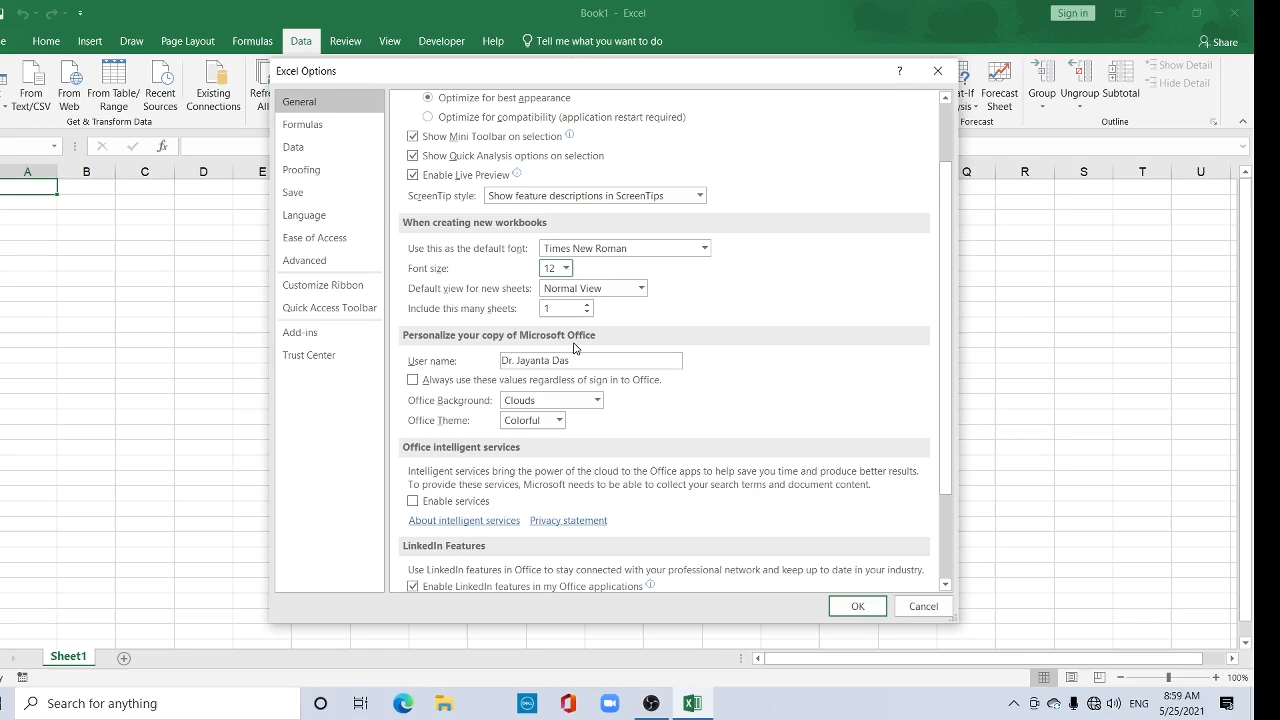 Book1 - Excel
Sign in
Home Insert Draw Page Layout Formulas Data Review View Developer Help Tell me what you want to do
Share
Excel Options
?
From Text/CSV
From Web
From Table/ Range
Recent Sources
Existing Connections
Get & Transform Data
Forecast Sheet
Forecast
Group
Ungroup
Subtotal
Show Detail
Hide Detail
Outline
fx
A B C D E Q R S T U
General
Formulas
Data
Proofing
Save
Language
Ease of Access
Advanced
Customize Ribbon
Quick Access Toolbar
Add-ins
Trust Center
Optimize for best appearance
Optimize for compatibility (application restart required)
Show Mini Toolbar on selection
Show Quick Analysis options on selection
Enable Live Preview
ScreenTip style: Show feature descriptions in ScreenTips
When creating new workbooks
Use this as the default font: Times New Roman
Font size: 12
Default view for new sheets: Normal View
Include this many sheets: 1
Personalize your copy of Microsoft Office
User name: Dr. Jayanta Das
Always use these values regardless of sign in to Office.
Office Background: Clouds
Office Theme: Colorful
Office intelligent services
Intelligent services bring the power of the cloud to the Office apps to help save you time and produce better results.
To provide these services, Microsoft needs to be able to collect your search terms and document content.
Enable services
About intelligent services Privacy statement
LinkedIn Features
Use LinkedIn features in Office to stay connected with your professional network and keep up to date in your industry.
Enable LinkedIn features in my Office applications
OK Cancel
Sheet1
100%
Search for anything
DELL
ENG
8:59 AM
5/25/2021